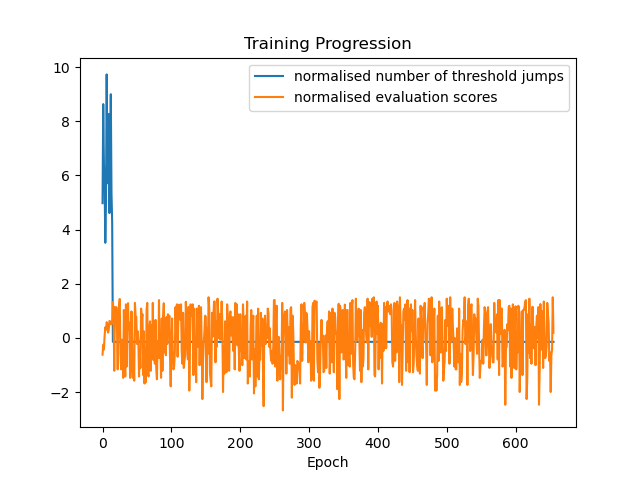 Training Progression
normalised number of threshold jumps
normalised evaluation scores
10
8
6
4
2
0
−2
0 100 200 300 400 500 600
Epoch